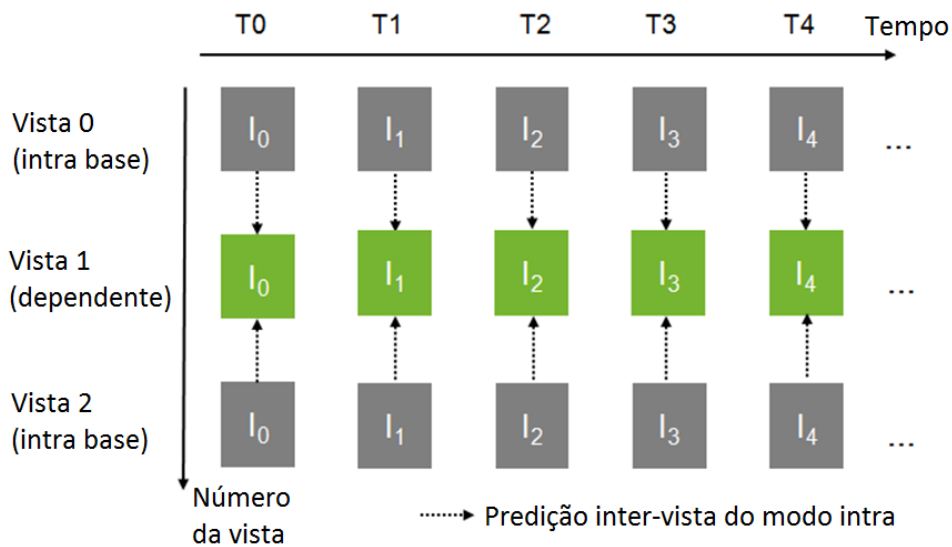 T0 T1 T2 T3 T4 Tempo
Vista 0
(intra base)
I₀ I₁ I₂ I₃ I₄ ...
Vista 1
(dependente)
I₀ I₁ I₂ I₃ I₄ ...
Vista 2
(intra base)
I₀ I₁ I₂ I₃ I₄ ...
Número
da vista
Predição inter-vista do modo intra